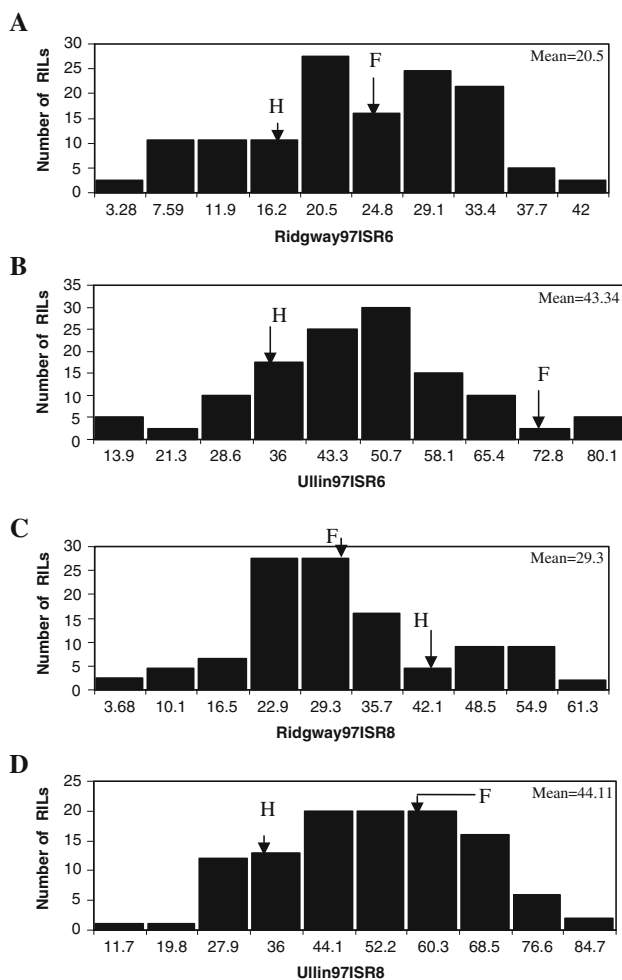 A
Number of RILs
30
25
20
15
10
5
0
Mean=20.5
H
F
3.28 7.59 11.9 16.2 20.5 24.8 29.1 33.4 37.7 42
Ridgway97ISR6
B
Number of RILs
35
30
25
20
15
10
5
0
Mean=43.34
H
F
13.9 21.3 28.6 36 43.3 50.7 58.1 65.4 72.8 80.1
Ullin97ISR6
C
Number of RILs
30
25
20
15
10
5
0
Mean=29.3
F
H
3.68 10.1 16.5 22.9 29.3 35.7 42.1 48.5 54.9 61.3
Ridgway97ISR8
D
Number of RILs
25
20
15
10
5
0
Mean=44.11
H
F
11.7 19.8 27.9 36 44.1 52.2 60.3 68.5 76.6 84.7
Ullin97ISR8